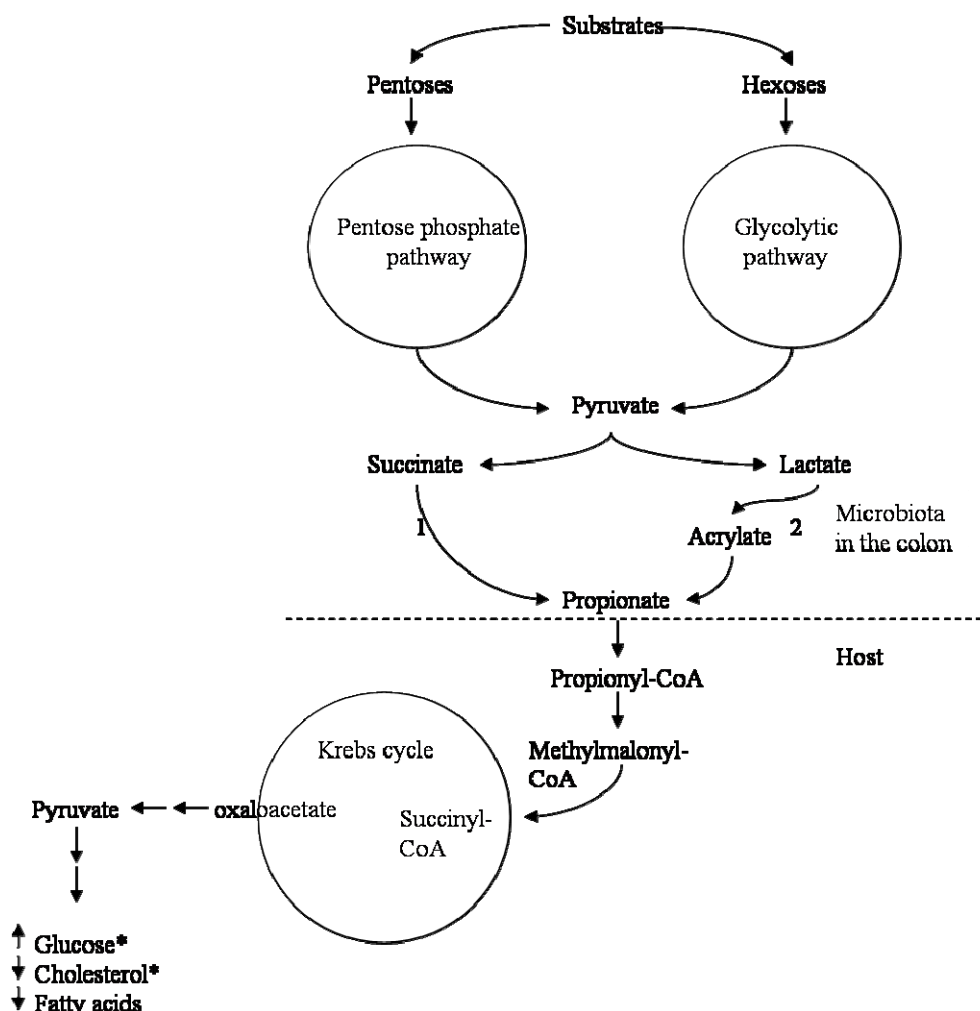 Substrates
Pentoses
Hexoses
Pentose phosphate
pathway
Glycolytic
pathway
Pyruvate
Succinate
Lactate
1
Acrylate
2
Microbiota
in the colon
Propionate
Host
Propionyl-CoA
Krebs cycle
Methylmalonyl-
CoA
Pyruvate
oxaloacetate
Succinyl-
CoA
Glucose*
Cholesterol*
Fatty acids